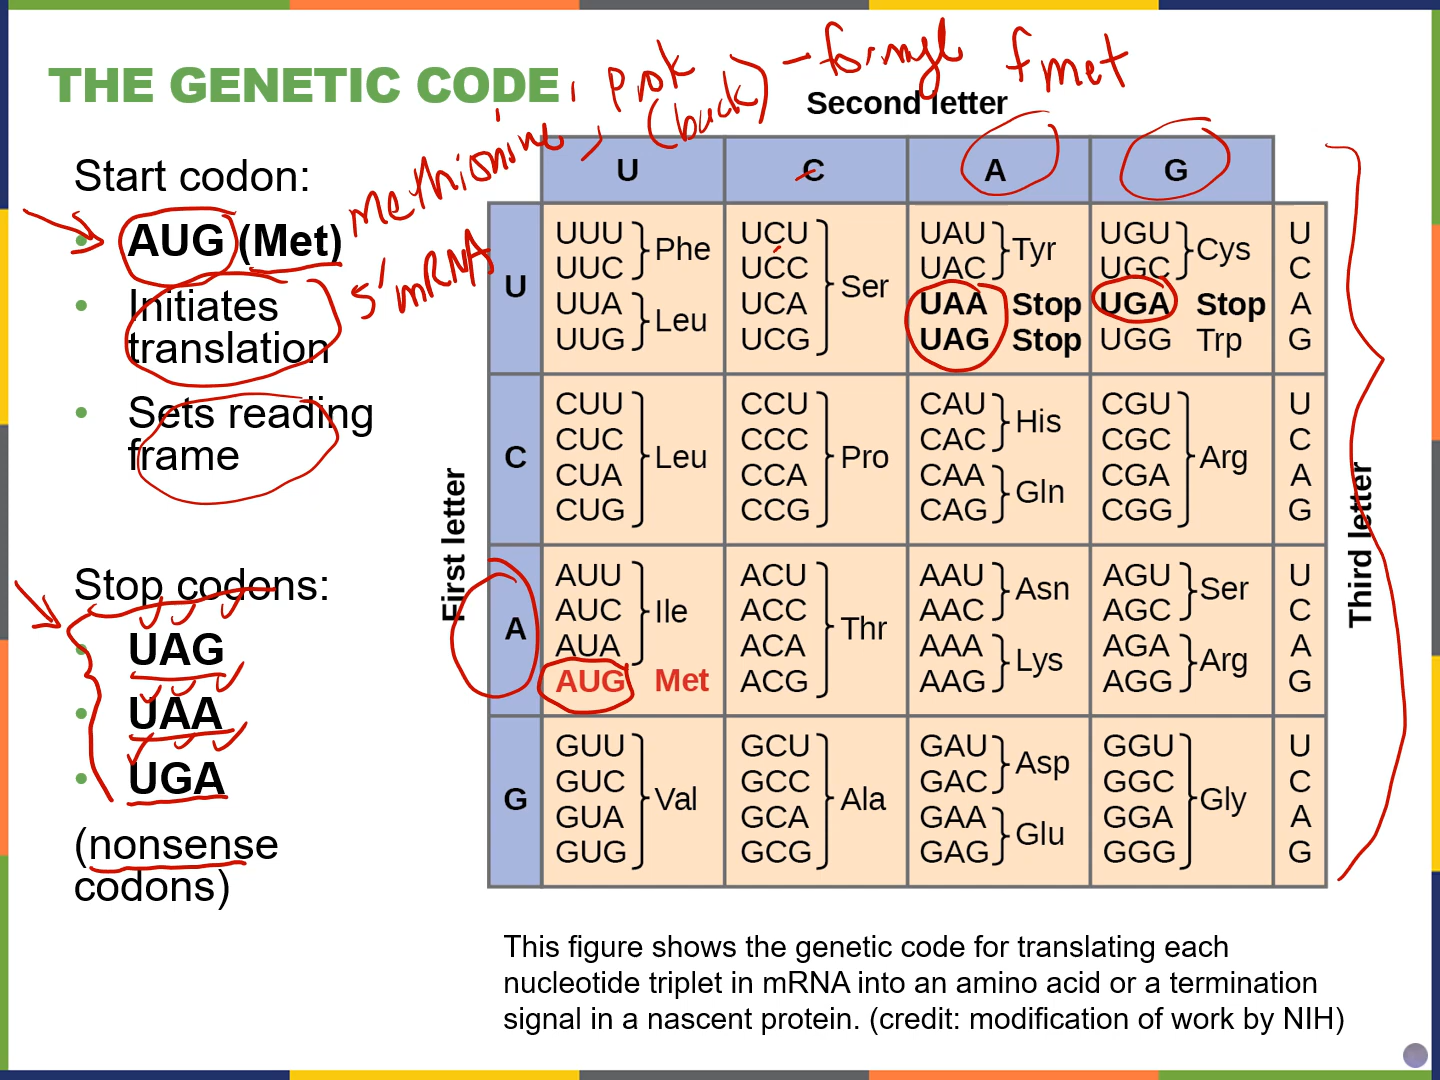 THE GENETIC CODE
, prok (back) - formyl fmet
Start codon:
• AUG (Met) methionine,
• Initiates translation
5' mRNA
• Sets reading frame
Stop codons:
• UAG
• UAA
• UGA
(nonsense codons)
Second letter
U C A G
First letter
Third letter
U
UUU UUC Phe
UUA UUG Leu
UCU UCC UCA UCG Ser
UAU UAC Tyr
UAA Stop
UAG Stop
UGU UGC Cys
UGA Stop
UGG Trp
U C A G
C
CUU CUC CUA CUG Leu
CCU CCC CCA CCG Pro
CAU CAC His
CAA CAG Gln
CGU CGC CGA CGG Arg
U C A G
A
AUU AUC AUA Ile
AUG Met
ACU ACC ACA ACG Thr
AAU AAC Asn
AAA AAG Lys
AGU AGC Ser
AGA AGG Arg
U C A G
G
GUU GUC GUA GUG Val
GCU GCC GCA GCG Ala
GAU GAC Asp
GAA GAG Glu
GGU GGC GGA GGG Gly
U C A G
This figure shows the genetic code for translating each
nucleotide triplet in mRNA into an amino acid or a termination
signal in a nascent protein. (credit: modification of work by NIH)